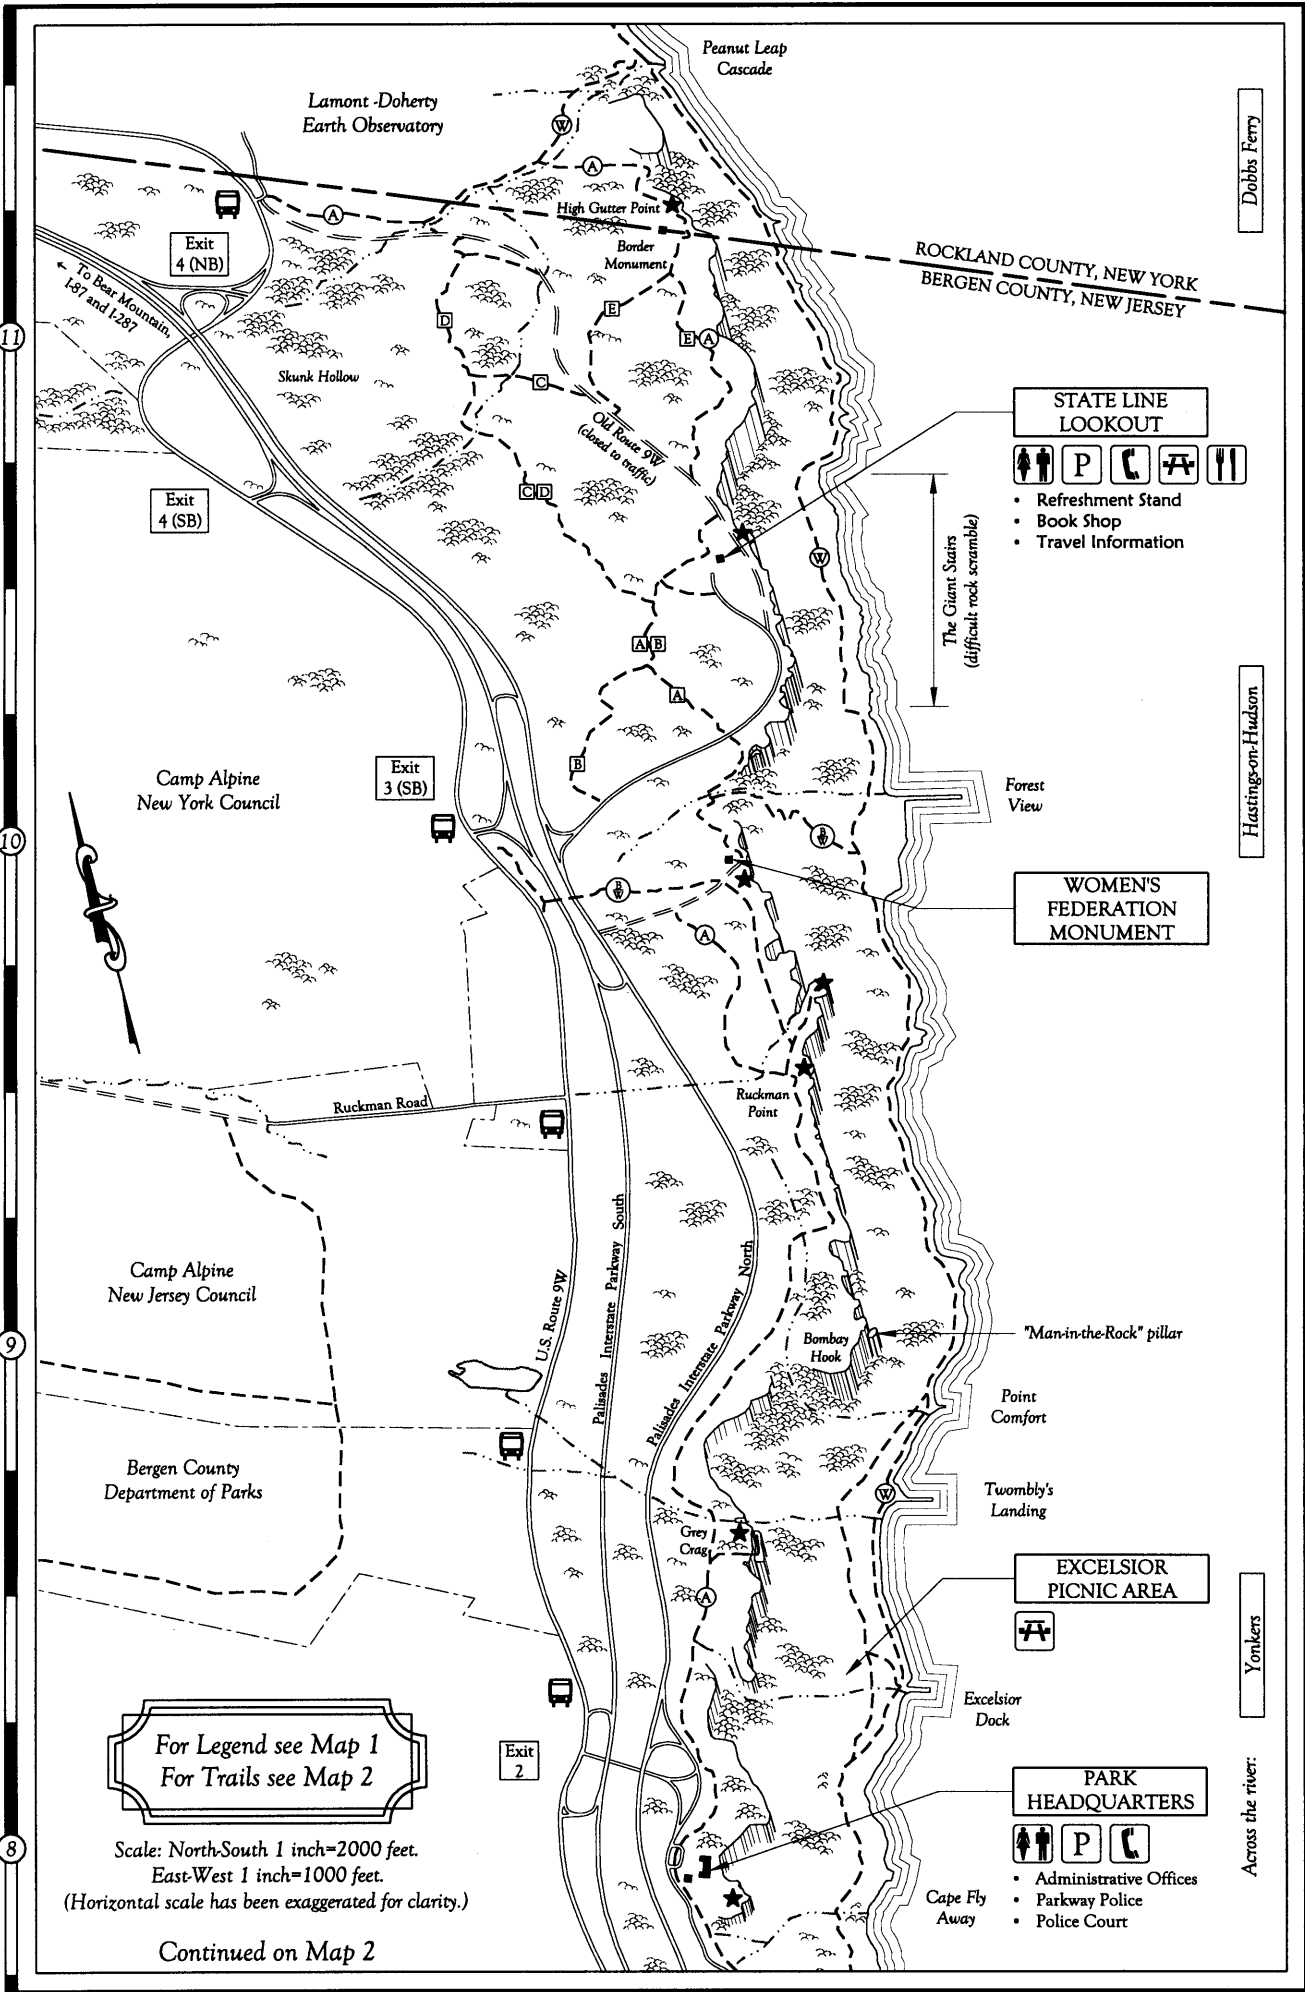 Peanut Leap
Cascade
Lamont -Doherty
Earth Observatory
W
A
Dobbs Ferry
High Gutter Point
A
Border
Monument
Exit
4 (NB)
ROCKLAND COUNTY, NEW YORK
BERGEN COUNTY, NEW JERSEY
← To Bear Mountain,
I-87 and I-287
E
D
E A
11
Skunk Hollow
C
STATE LINE
LOOKOUT
Old Route 9W
(closed to traffic)
P
C D
Exit
4 (SB)
• Refreshment Stand
• Book Shop
• Travel Information
W
The Giant Stairs
(difficult rock scramble)
A B
A
B
Hastings-on-Hudson
Camp Alpine
New York Council
Exit
3 (SB)
Forest
View
10
B
W
B
W
WOMEN'S
FEDERATION
MONUMENT
A
Ruckman Road
Ruckman
Point
Palisades Interstate Parkway South
Palisades Interstate Parkway North
U.S. Route 9W
Camp Alpine
New Jersey Council
9
Bombay
Hook
"Man-in-the-Rock" pillar
Point
Comfort
Bergen County
Department of Parks
W
Twombly's
Landing
Grey
Crag
A
EXCELSIOR
PICNIC AREA
Yonkers
Excelsior
Dock
For Legend see Map 1
For Trails see Map 2
Exit
2
PARK
HEADQUARTERS
P
Across the river:
8
Scale: North-South 1 inch=2000 feet.
East-West 1 inch=1000 feet.
(Horizontal scale has been exaggerated for clarity.)
• Administrative Offices
• Parkway Police
• Police Court
Cape Fly
Away
Continued on Map 2